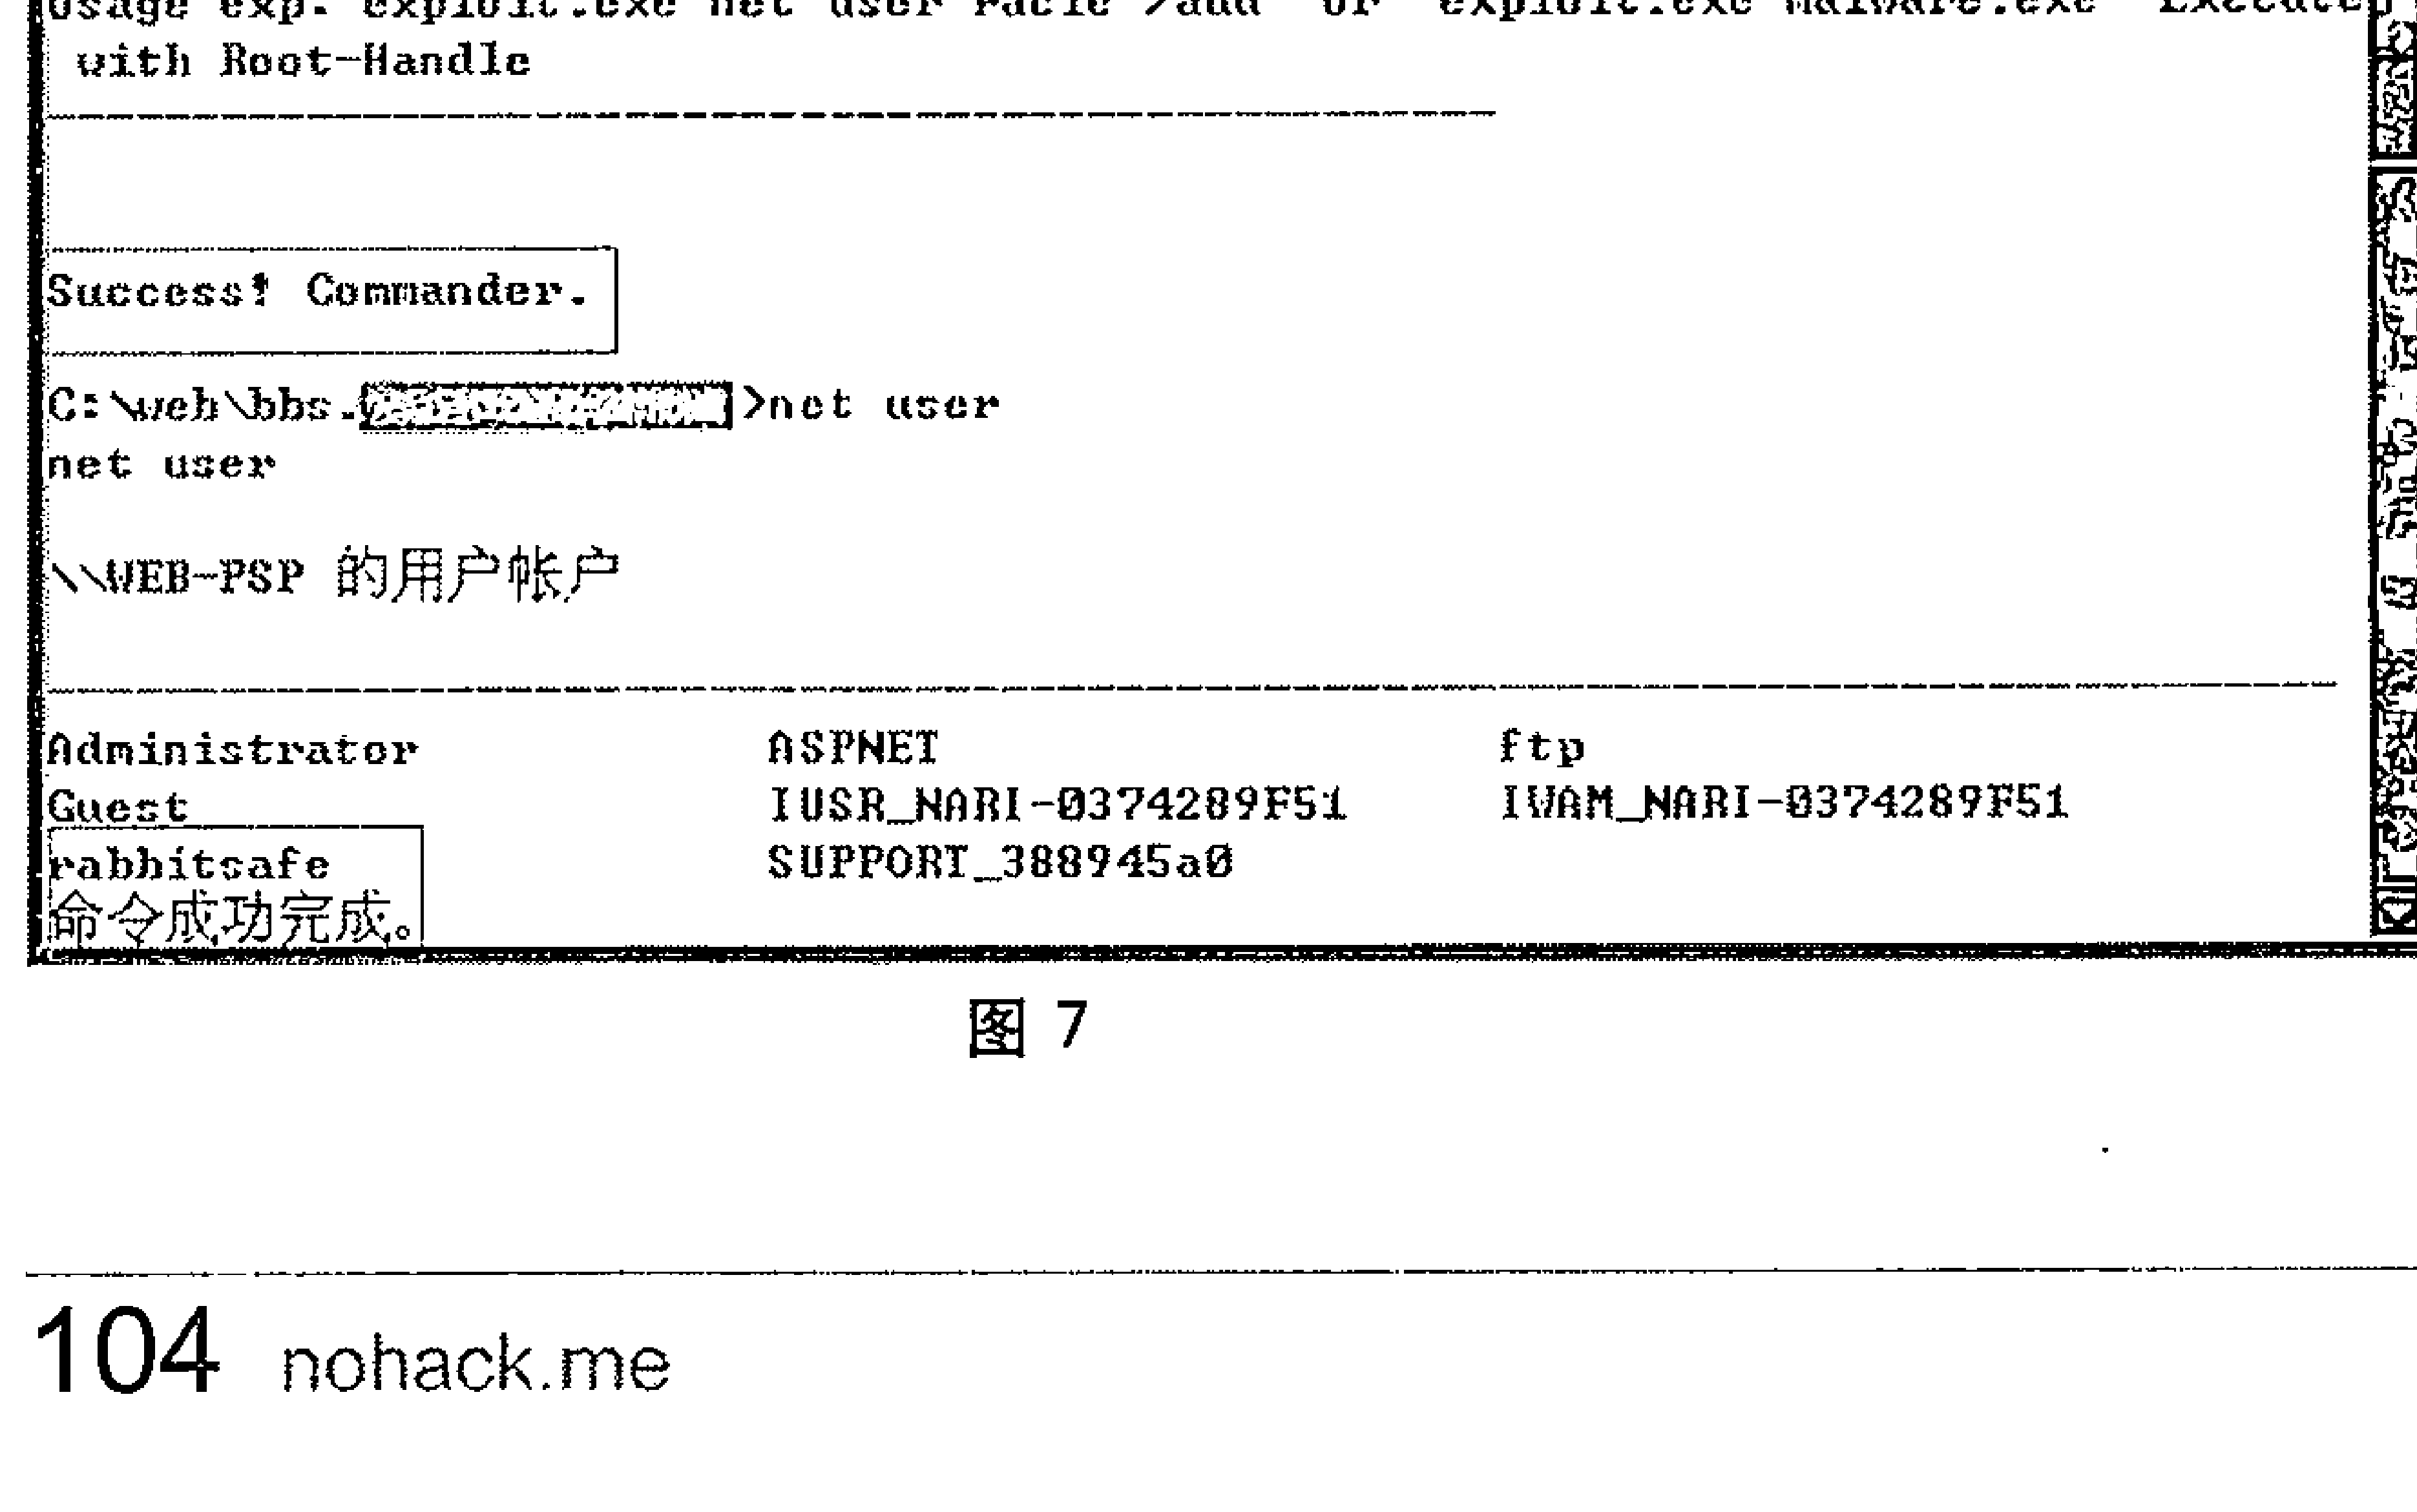 with Root-Handle
Success! Commander.
C:\web\bbs. >net user
net user
\\WEB-PSP 的用户帐户
Administrator ASPNET ftp
Guest IUSR_NARI-0374289F51 IWAM_NARI-0374289F51
rabbitsafe SUPPORT_388945a0
命令成功完成。
图 7
104 nohack.me